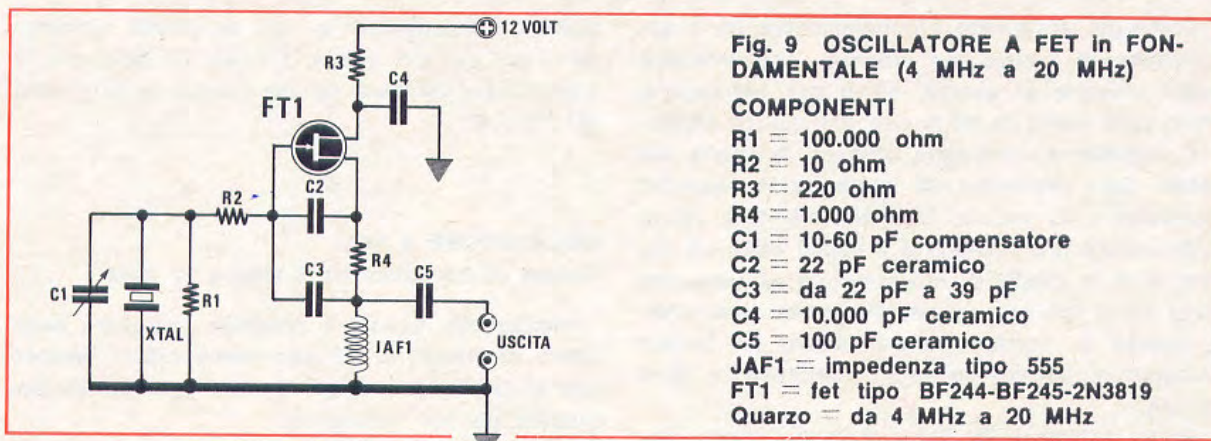 12 VOLT
R3
C4
FT1
C2
R2
R4
C3
C5
C1
XTAL
R1
JAF1
USCITA
Fig. 9 OSCILLATORE A FET in FON-
DAMENTALE (4 MHz a 20 MHz)
COMPONENTI
R1 = 100.000 ohm
R2 = 10 ohm
R3 = 220 ohm
R4 = 1.000 ohm
C1 = 10-60 pF compensatore
C2 = 22 pF ceramico
C3 = da 22 pF a 39 pF
C4 = 10.000 pF ceramico
C5 = 100 pF ceramico
JAF1 = impedenza tipo 555
FT1 = fet tipo BF244-BF245-2N3819
Quarzo = da 4 MHz a 20 MHz